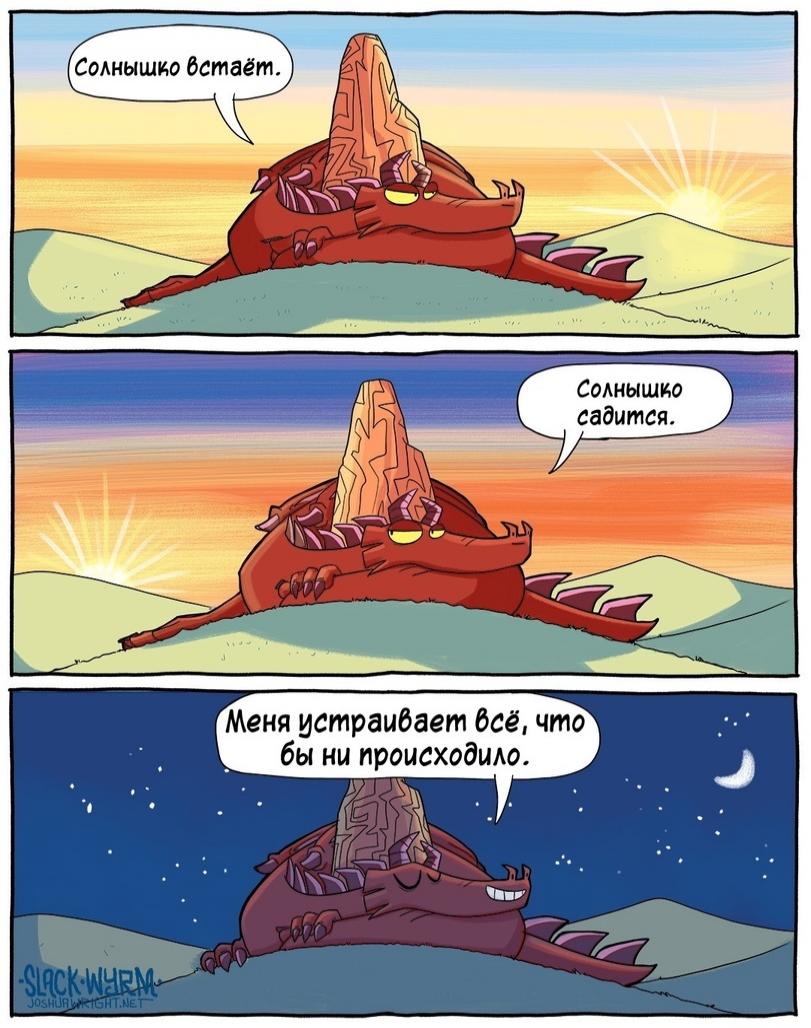 Солнышко встаёт.
Солнышко
садится.
Меня устраивает всё, что
бы ни происходило.
SLACK•WYRM
JOSHUAWRIGHT.NET